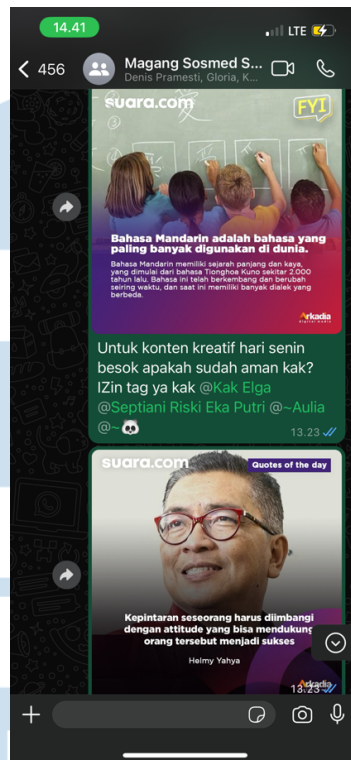 14.41
LTE
456
Magang Sosmed S...
Denis Pramesti, Gloria, K...
suara.com
FYI
Bahasa Mandarin adalah bahasa yang
paling banyak digunakan di dunia.
Bahasa Mandarin memiliki sejarah panjang dan kaya,
yang dimulai dari bahasa Tionghoa Kuno sekitar 2.000
tahun lalu. Bahasa ini telah berkembang dan berubah
seiring waktu, dan saat ini memiliki banyak dialek yang
berbeda.
Arkadia
digital media
Untuk konten kreatif hari senin
besok apakah sudah aman kak?
IZin tag ya kak @Kak Elga
@Septiani Riski Eka Putri @~Aulia
@~🐼
13.23
suara.com
Quotes of the day
Kepintaran seseorang harus diimbangi
dengan attitude yang bisa mendukung
orang tersebut menjadi sukses
Helmy Yahya
13.23